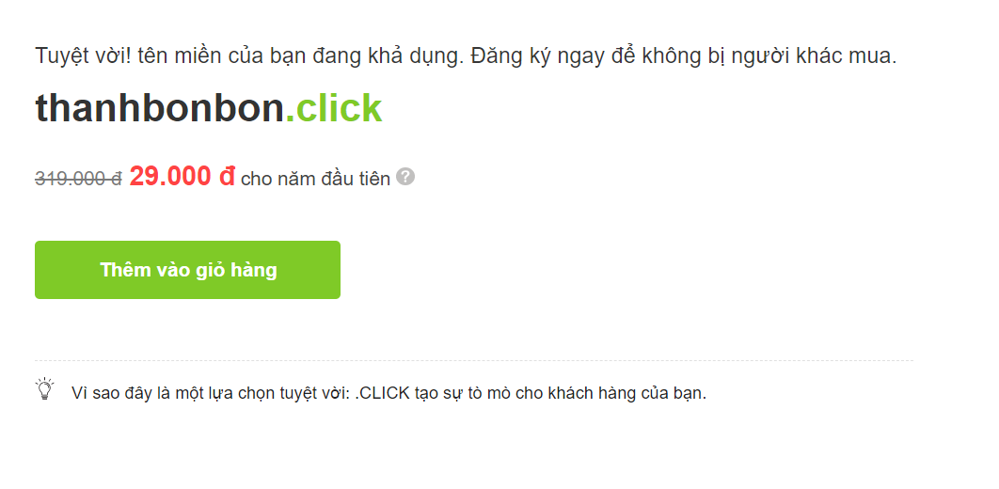 Tuyệt vời! tên miền của bạn đang khả dụng. Đăng ký ngay để không bị người khác mua.
thanhbonbon.click
319.000 đ 29.000 đ cho năm đầu tiên ?
Thêm vào giỏ hàng
Vì sao đây là một lựa chọn tuyệt vời: .CLICK tạo sự tò mò cho khách hàng của bạn.